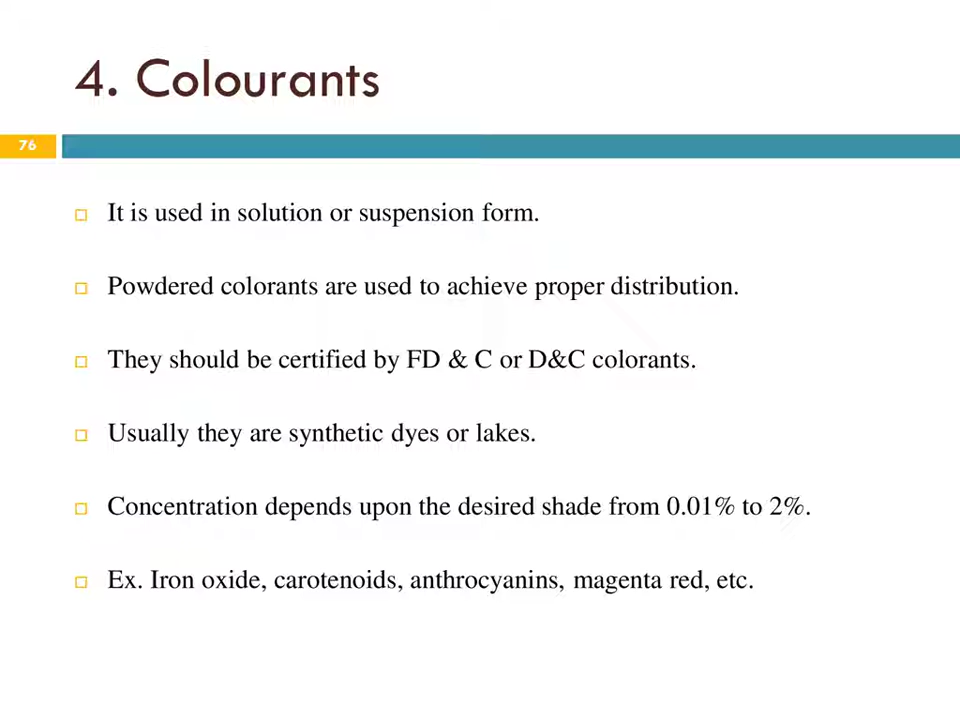 4. Colourants
76
It is used in solution or suspension form.
Powdered colorants are used to achieve proper distribution.
They should be certified by FD & C or D&C colorants.
Usually they are synthetic dyes or lakes.
Concentration depends upon the desired shade from 0.01% to 2%.
Ex. Iron oxide, carotenoids, anthrocyanins, magenta red, etc.